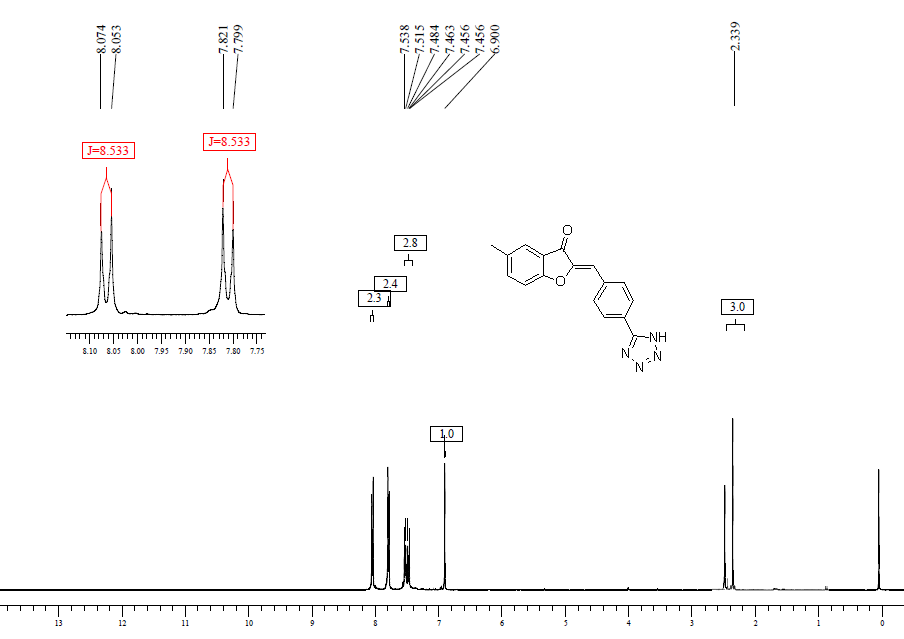 8.074
8.053
7.821
7.799
7.538
7.515
7.484
7.463
7.456
7.456
6.900
2.339
J=8.533
J=8.533
2.8
2.4
2.3
3.0
1.0
O
O
NH
N
N
N
8.10 8.05 8.00 7.95 7.90 7.85 7.80 7.75
13 12 11 10 9 8 7 6 5 4 3 2 1 0